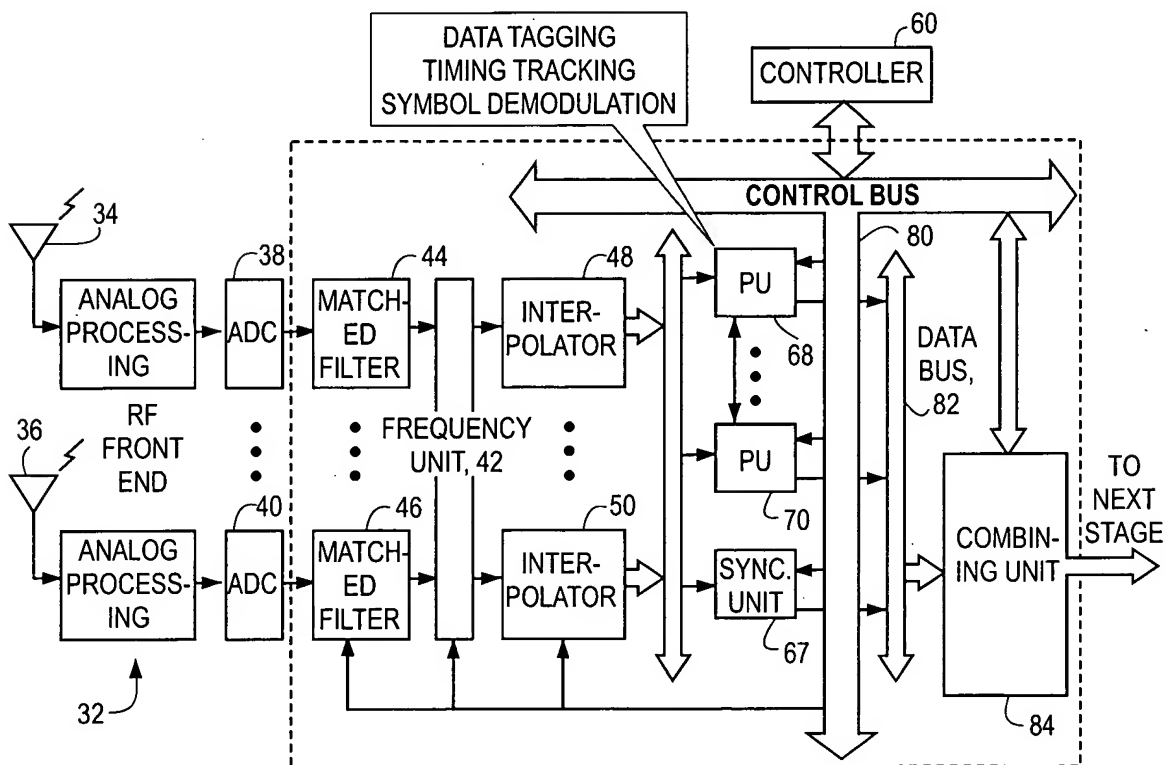 DATA TAGGING
TIMING TRACKING
SYMBOL DEMODULATION
60
CONTROLLER
CONTROL BUS
34
38
44
48
80
ANALOG
PROCESS-
ING
ADC
MATCH-
ED
FILTER
INTER-
POLATOR
PU
68
DATA
BUS,
82
36
RF
FRONT
END
FREQUENCY
UNIT, 42
PU
70
TO
NEXT
STAGE
40
46
50
ANALOG
PROCESS-
ING
ADC
MATCH-
ED
FILTER
INTER-
POLATOR
SYNC.
UNIT
67
COMBIN-
ING UNIT
32
84